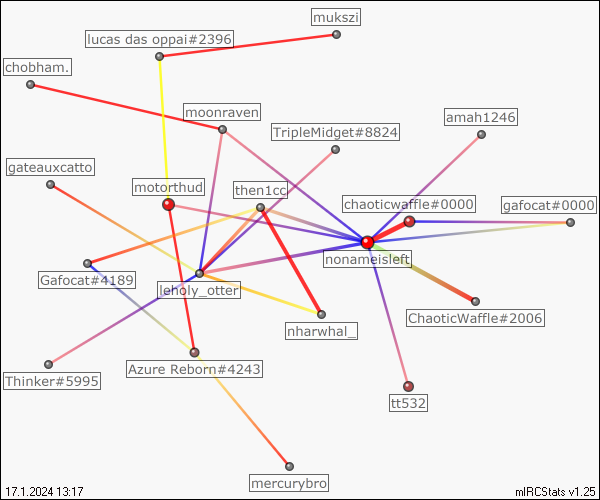 mukszi
lucas das oppai#2396
chobham.
moonraven
amah1246
TripleMidget#8824
gateauxcatto
motorthud
then1cc
chaoticwaffle#0000
gafocat#0000
nonameisleft
Gafocat#4189
leholy_otter
ChaoticWaffle#2006
nharwhal_
Thinker#5995
Azure Reborn#4243
tt532
mercurybro
17.1.2024 13:17
mIRCStats v1.25